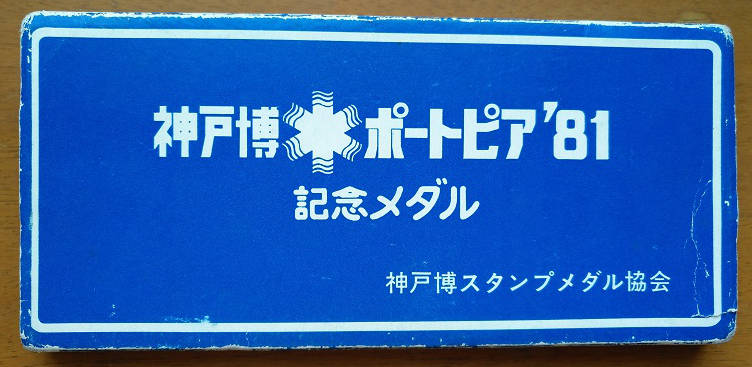 神戸博 ポートピア'81
記念メダル
神戸博スタンプメダル協会